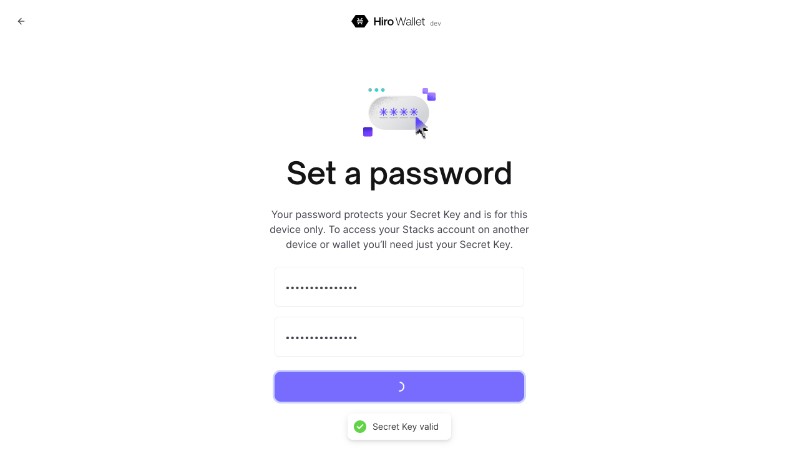 Hiro Wallet dev
Set a password
Your password protects your Secret Key and is for this
device only. To access your Stacks account on another
device or wallet you’ll need just your Secret Key.
•••••••••••••••
•••••••••••••••
Secret Key valid